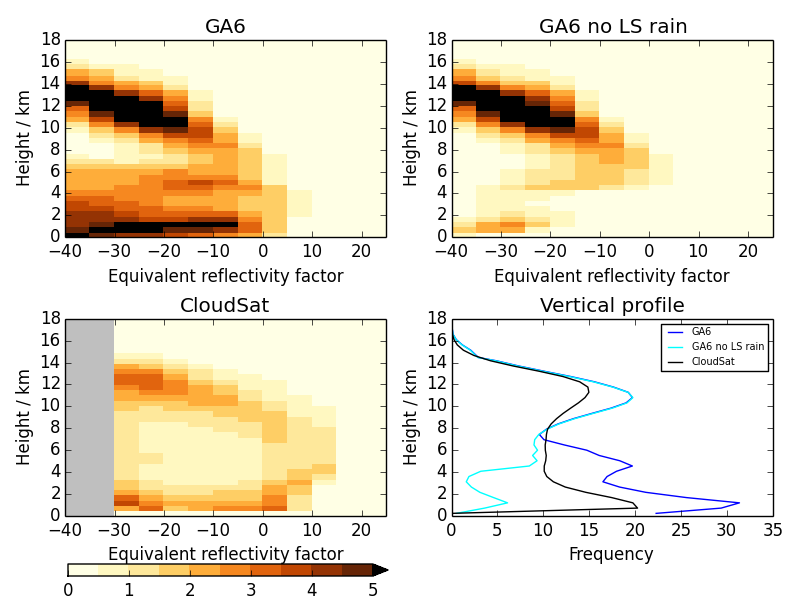 GA6
18
16
14
12
10
8
6
4
2
0
Height / km
−40 −30 −20 −10 0 10 20
Equivalent reflectivity factor
GA6 no LS rain
18
16
14
12
10
8
6
4
2
0
Height / km
−40 −30 −20 −10 0 10 20
Equivalent reflectivity factor
CloudSat
18
16
14
12
10
8
6
4
2
0
Height / km
−40 −30 −20 −10 0 10 20
Equivalent reflectivity factor
0 1 2 3 4 5
Vertical profile
GA6
GA6 no LS rain
CloudSat
18
16
14
12
10
8
6
4
2
0
Height / km
0 5 10 15 20 25 30 35
Frequency